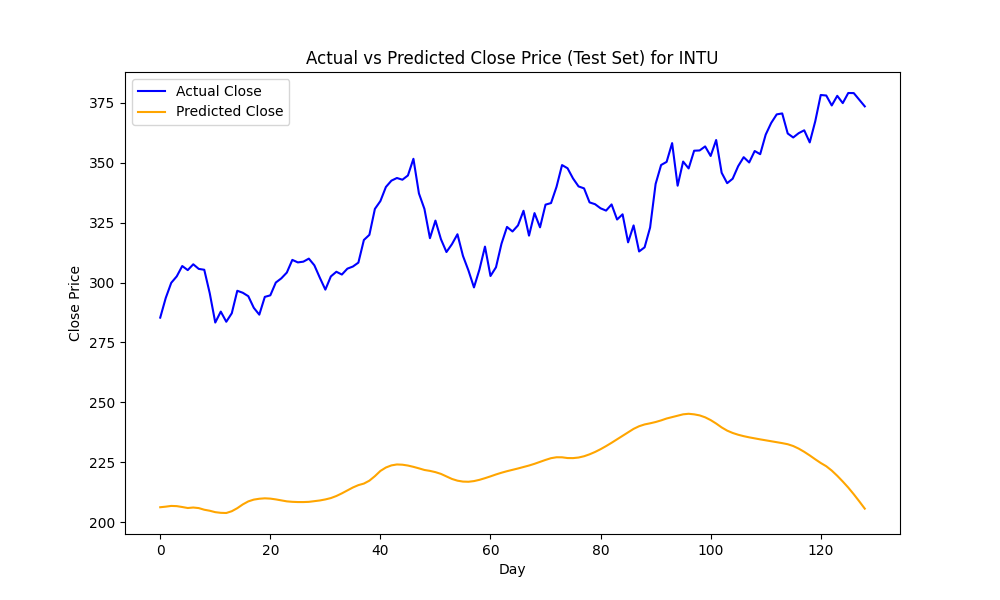 Actual vs Predicted Close Price (Test Set) for INTU
Actual Close
Predicted Close
Close Price
375
350
325
300
275
250
225
200
0 20 40 60 80 100 120
Day